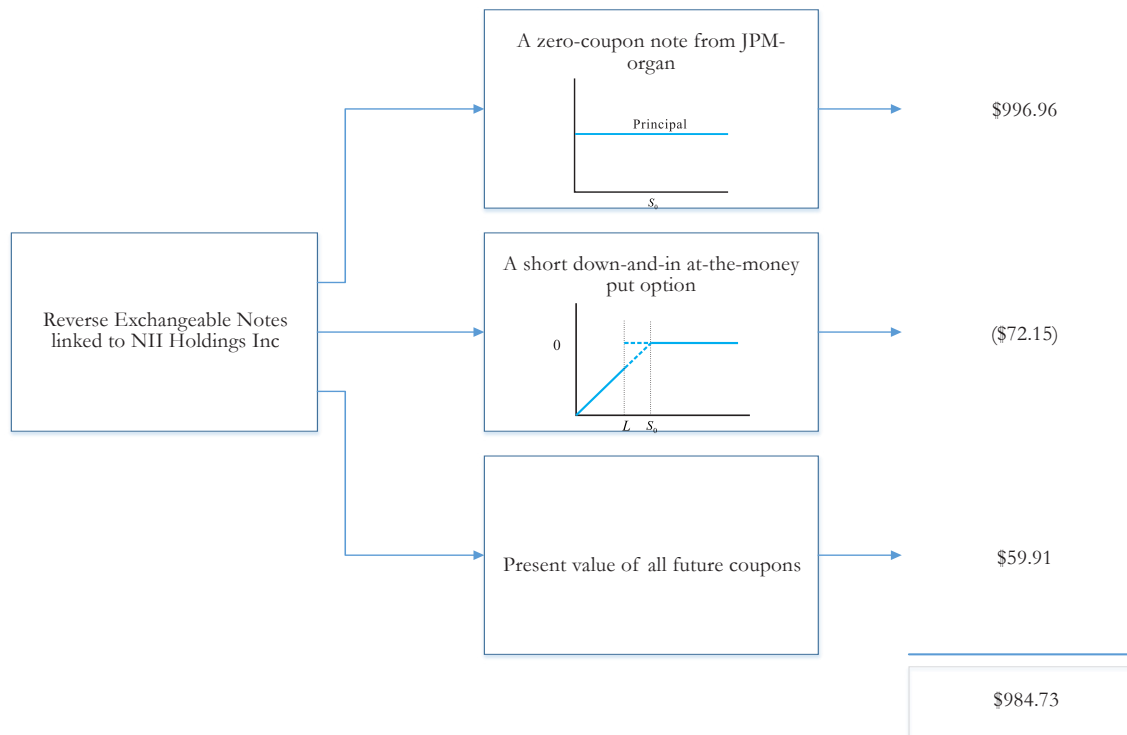 A zero-coupon note from JPM-
organ
Principal
S₀
$996.96
Reverse Exchangeable Notes
linked to NII Holdings Inc
A short down-and-in at-the-money
put option
0
L S₀
($72.15)
Present value of all future coupons
$59.91
$984.73